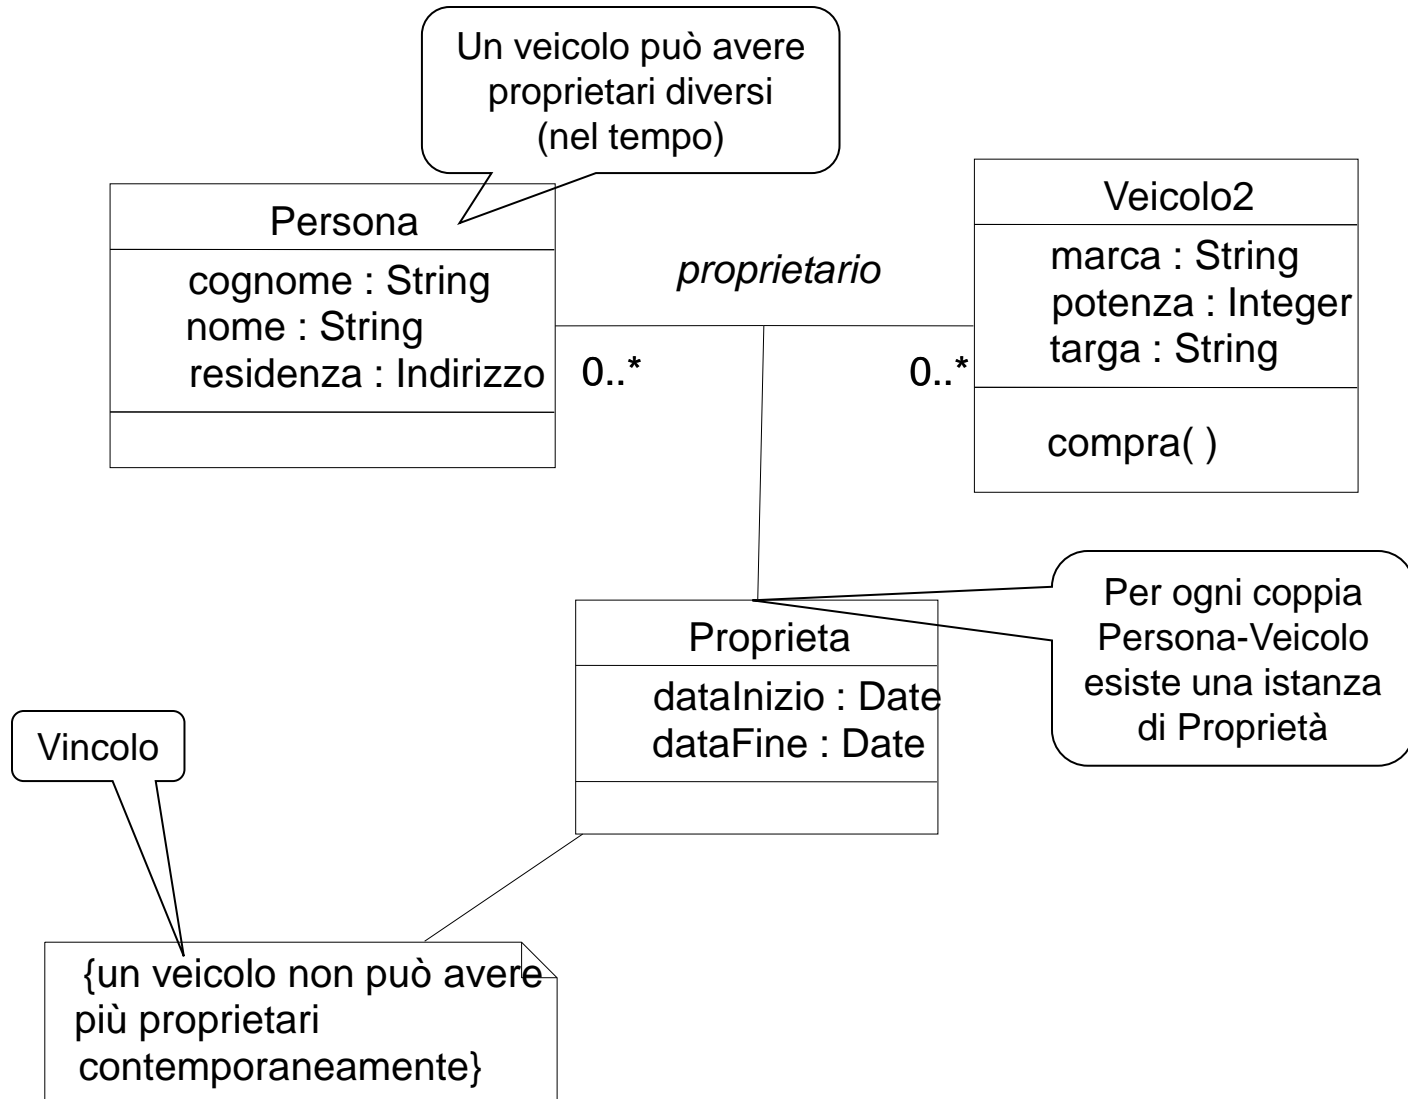 Un veicolo può avere
proprietari diversi
(nel tempo)
Persona
cognome : String
nome : String
residenza : Indirizzo
proprietario
0..*
0..*
Veicolo2
marca : String
potenza : Integer
targa : String
compra( )
Proprieta
dataInizio : Date
dataFine : Date
Per ogni coppia
Persona-Veicolo
esiste una istanza
di Proprietà
Vincolo
{un veicolo non può avere
più proprietari
contemporaneamente}